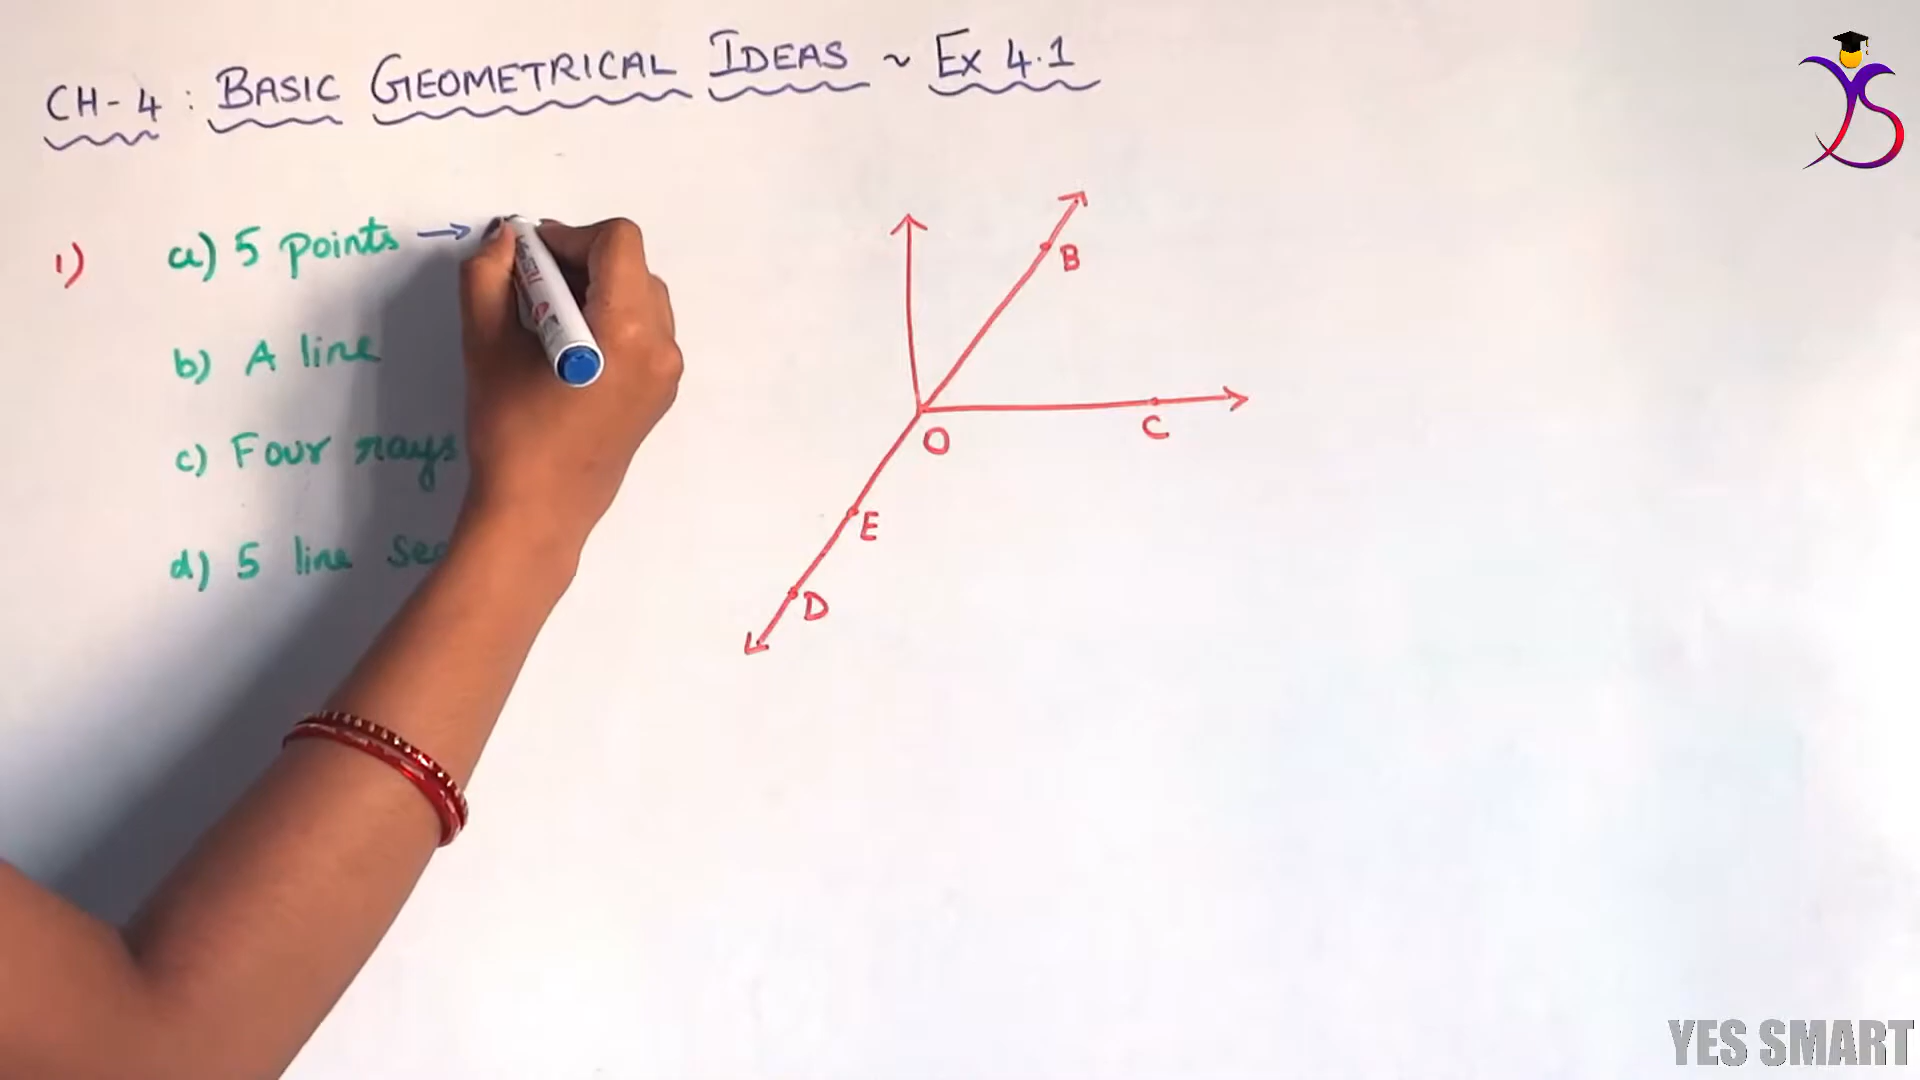 CH-4 : BASIC GEOMETRICAL IDEAS ~ Ex 4.1
1) a) 5 points →
b) A line
c) Four rays
d) 5 line
B
O
C
E
D
YES SMART